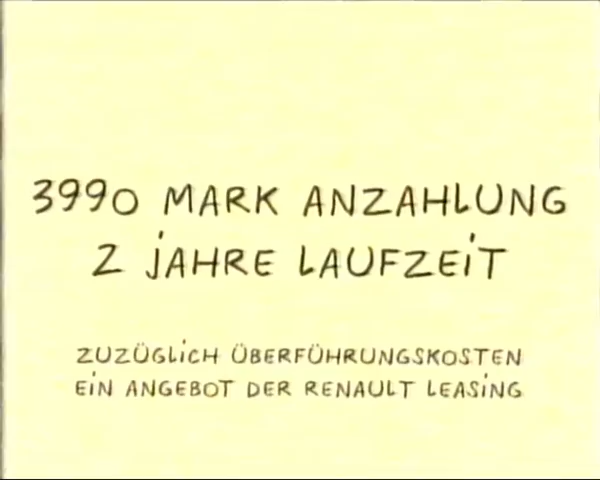 3990 MARK ANZAHLUNG
2 JAHRE LAUFZEIT
ZUZÜGLICH ÜBERFÜHRUNGSKOSTEN
EIN ANGEBOT DER RENAULT LEASING